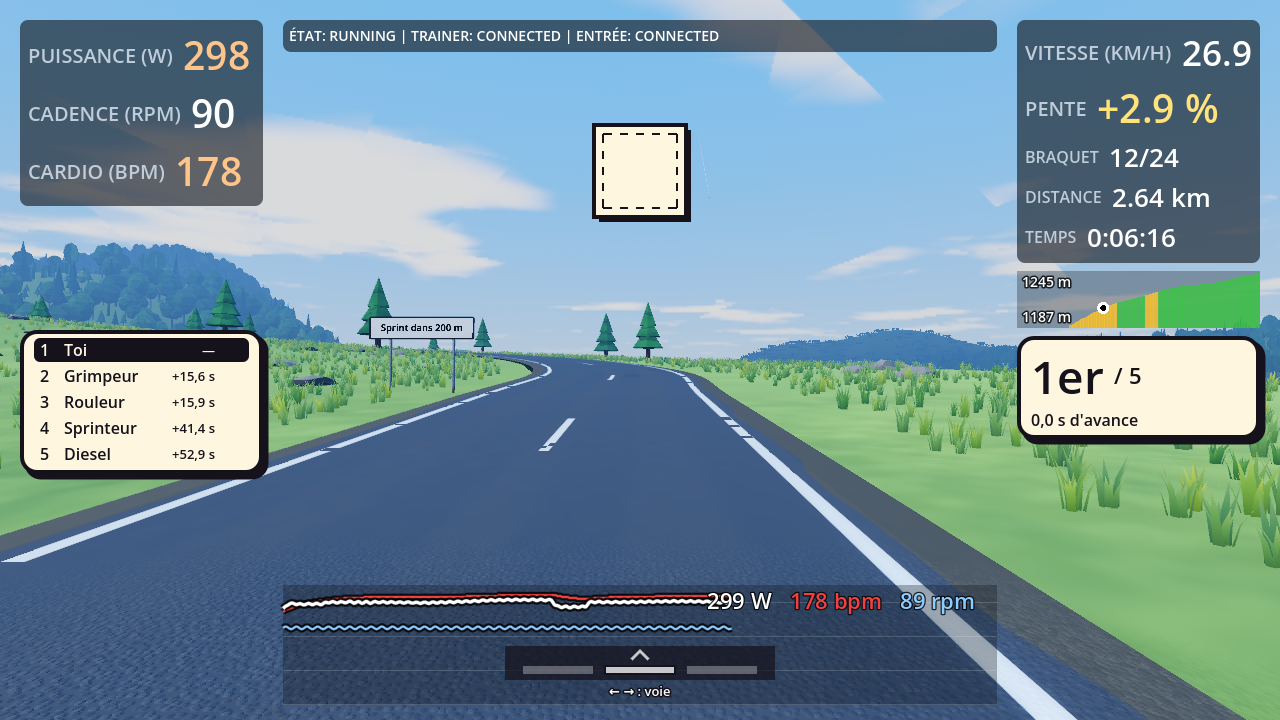 PUISSANCE (W) 298
CADENCE (RPM) 90
CARDIO (BPM) 178
ÉTAT: RUNNING | TRAINER: CONNECTED | ENTRÉE: CONNECTED
VITESSE (KM/H) 26.9
PENTE +2.9 %
BRAQUET 12/24
DISTANCE 2.64 km
TEMPS 0:06:16
1245 m
1187 m
Sprint dans 200 m
1 Toi —
2 Grimpeur +15,6 s
3 Rouleur +15,9 s
4 Sprinteur +41,4 s
5 Diesel +52,9 s
1er / 5
0,0 s d'avance
299 W 178 bpm 89 rpm
← → : voie